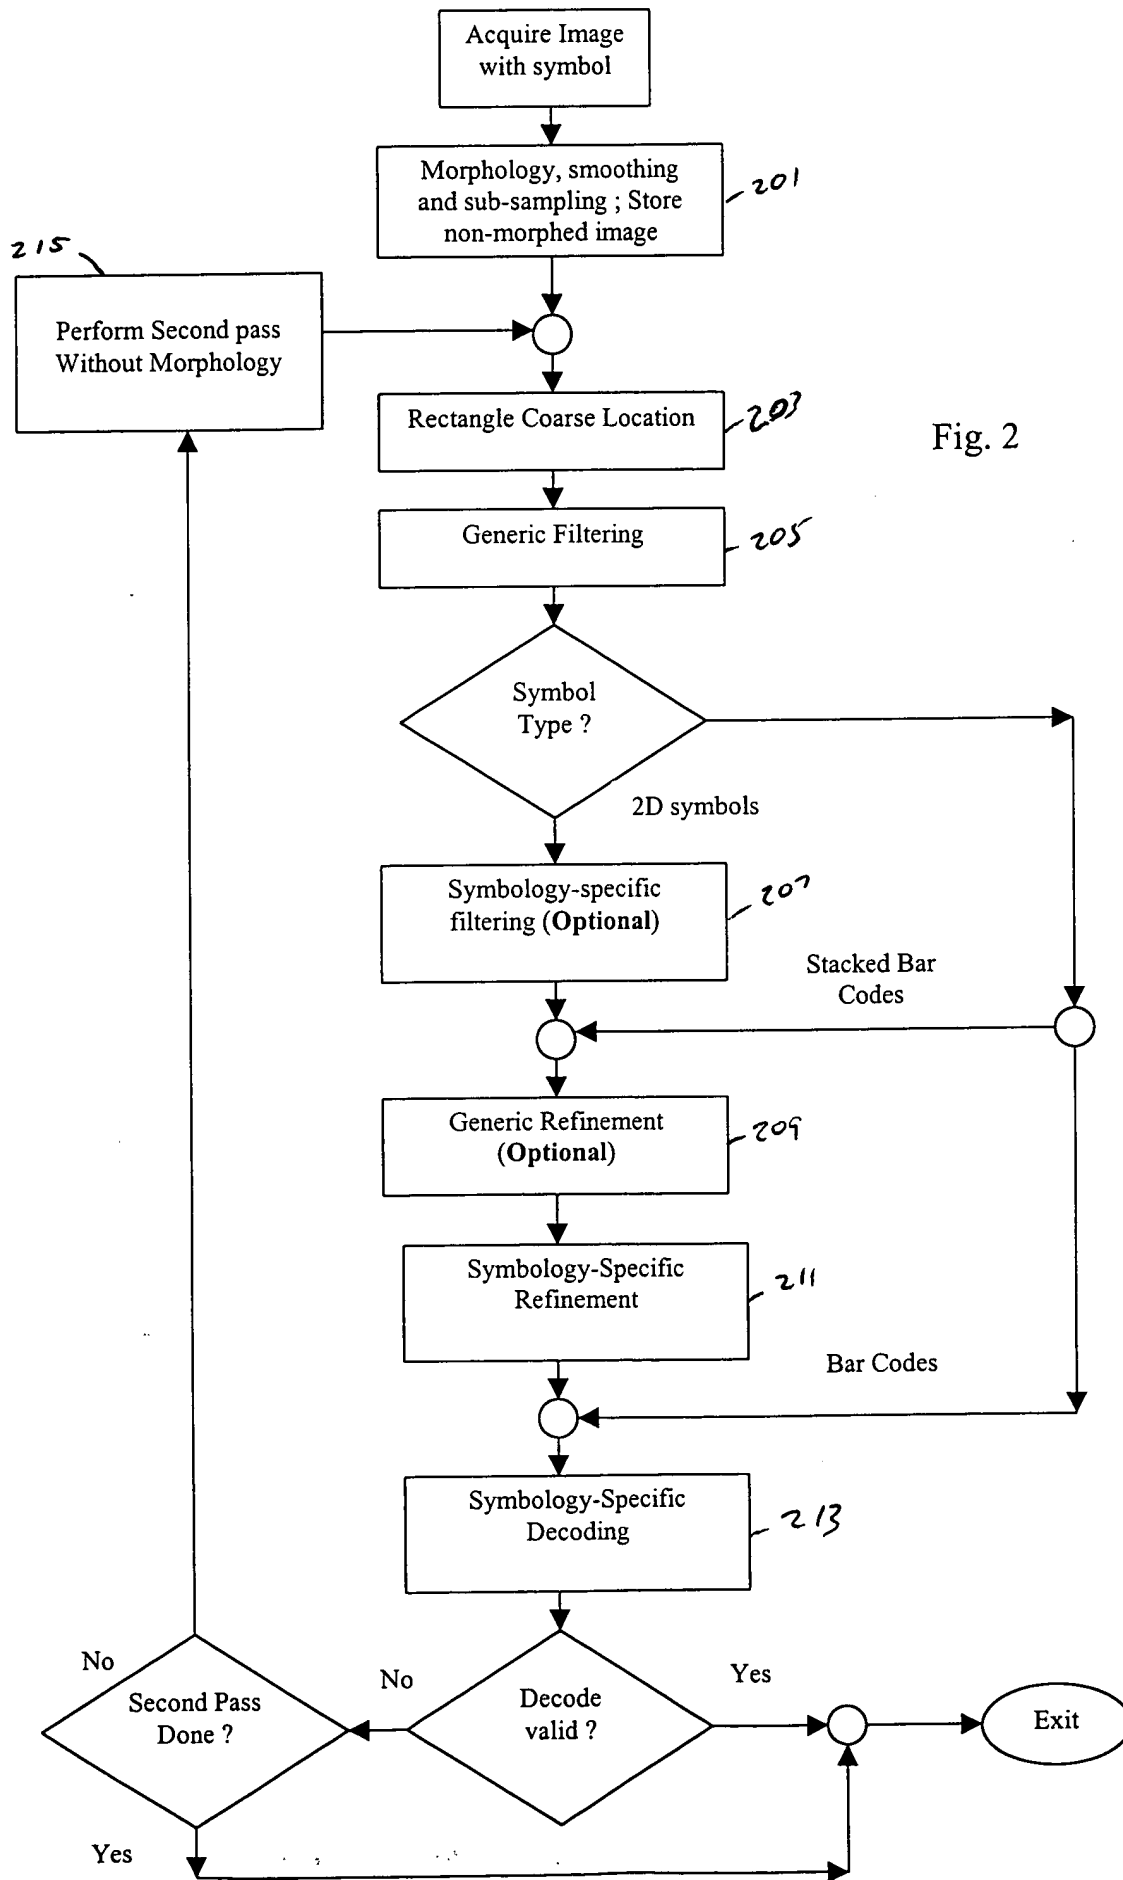 Acquire Image
with symbol
Morphology, smoothing
and sub-sampling ; Store
non-morphed image
201
215
Perform Second pass
Without Morphology
Rectangle Coarse Location
203
Fig. 2
Generic Filtering
205
Symbol
Type ?
2D symbols
Symbology-specific
filtering (Optional)
207
Stacked Bar
Codes
Generic Refinement
(Optional)
209
Symbology-Specific
Refinement
211
Bar Codes
Symbology-Specific
Decoding
213
No
Second Pass
Done ?
No
Decode
valid ?
Yes
Exit
Yes